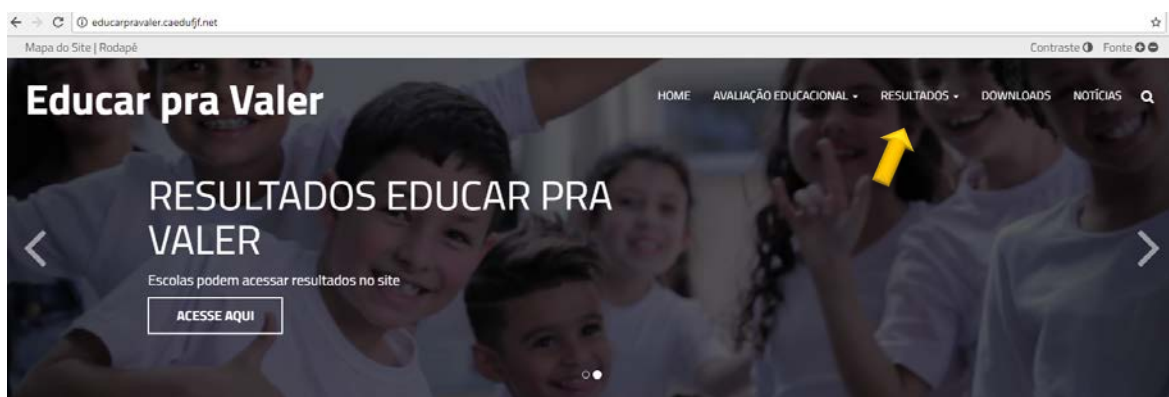 educarpravaler.caedufjf.net
Mapa do Site | Rodapé
Contraste Fonte
Educar pra Valer
HOME AVALIAÇÃO EDUCACIONAL RESULTADOS DOWNLOADS NOTÍCIAS
RESULTADOS EDUCAR PRA
VALER
Escolas podem acessar resultados no site
ACESSE AQUI